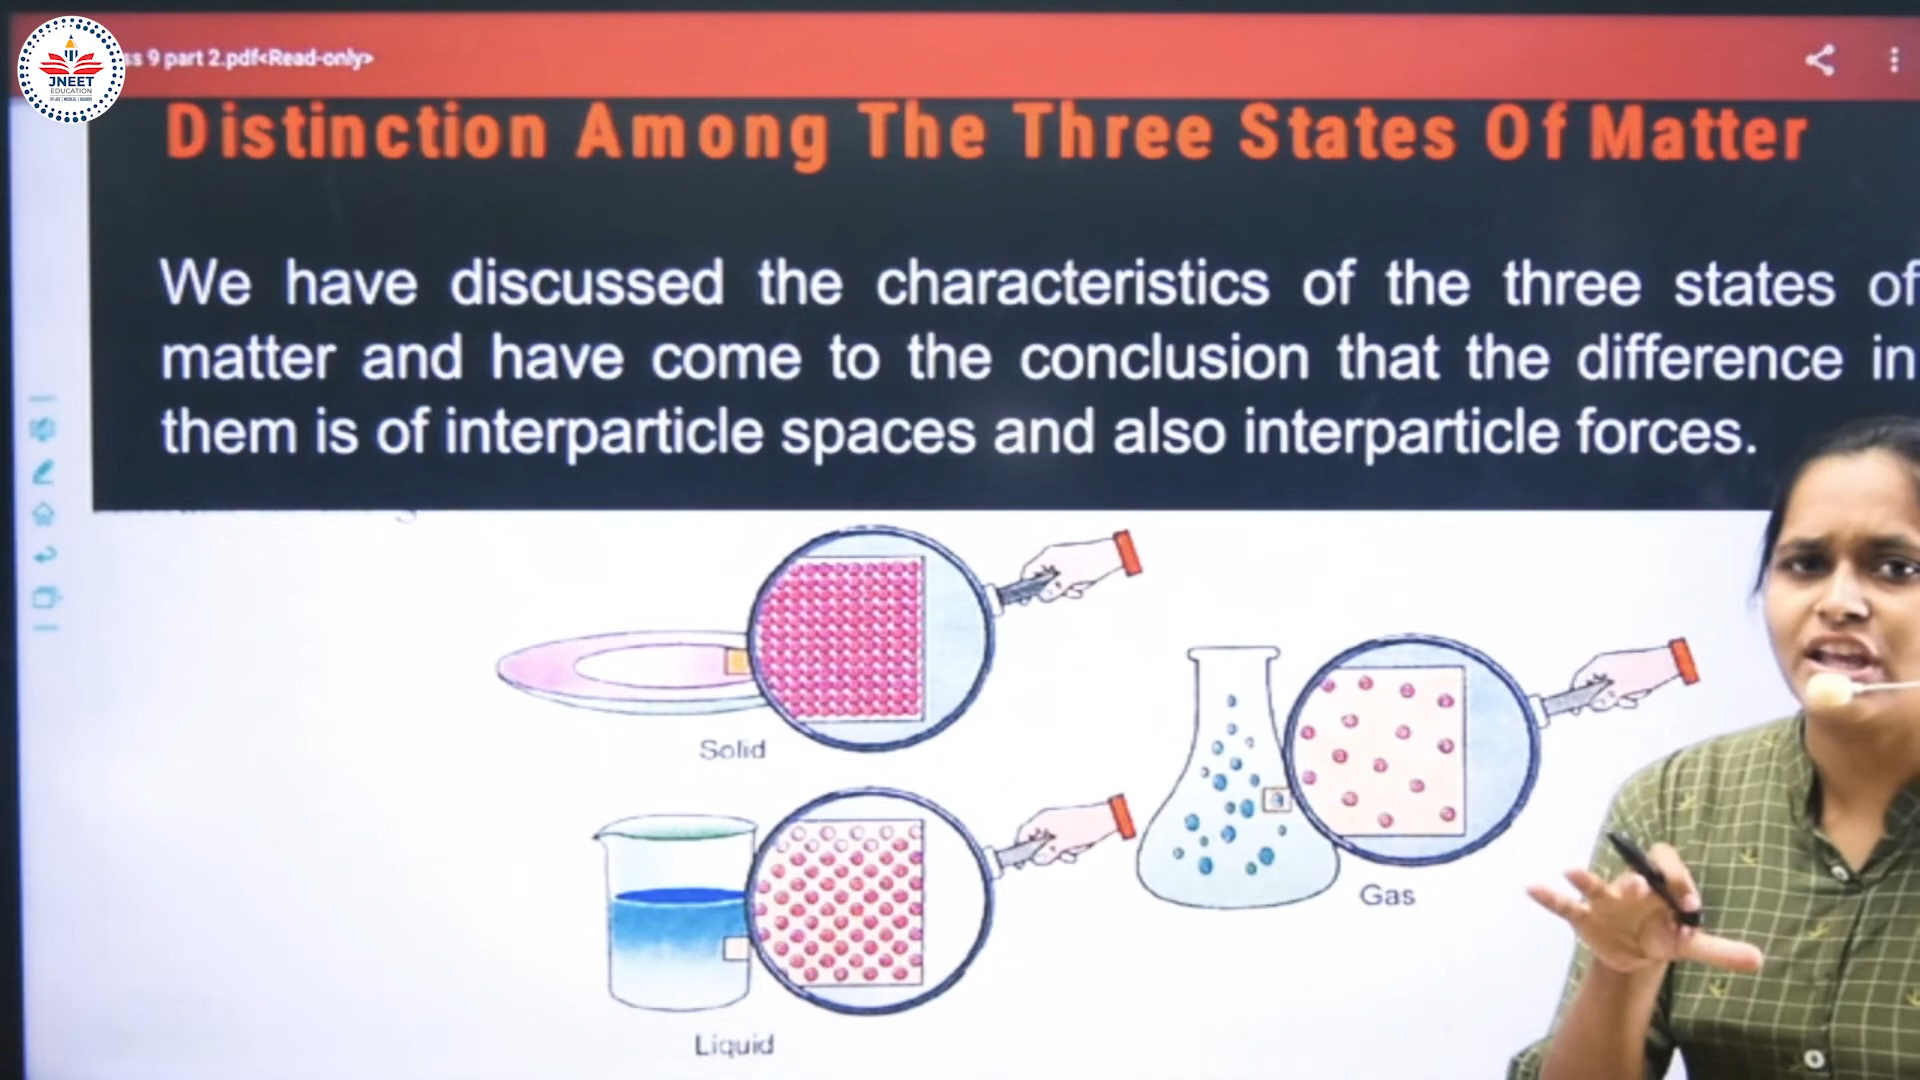 JNEET
EDUCATION
ss 9 part 2.pdf<Read-only>
Distinction Among The Three States Of Matter
We have discussed the characteristics of the three states of
matter and have come to the conclusion that the difference in
them is of interparticle spaces and also interparticle forces.
Solid
Gas
Liquid